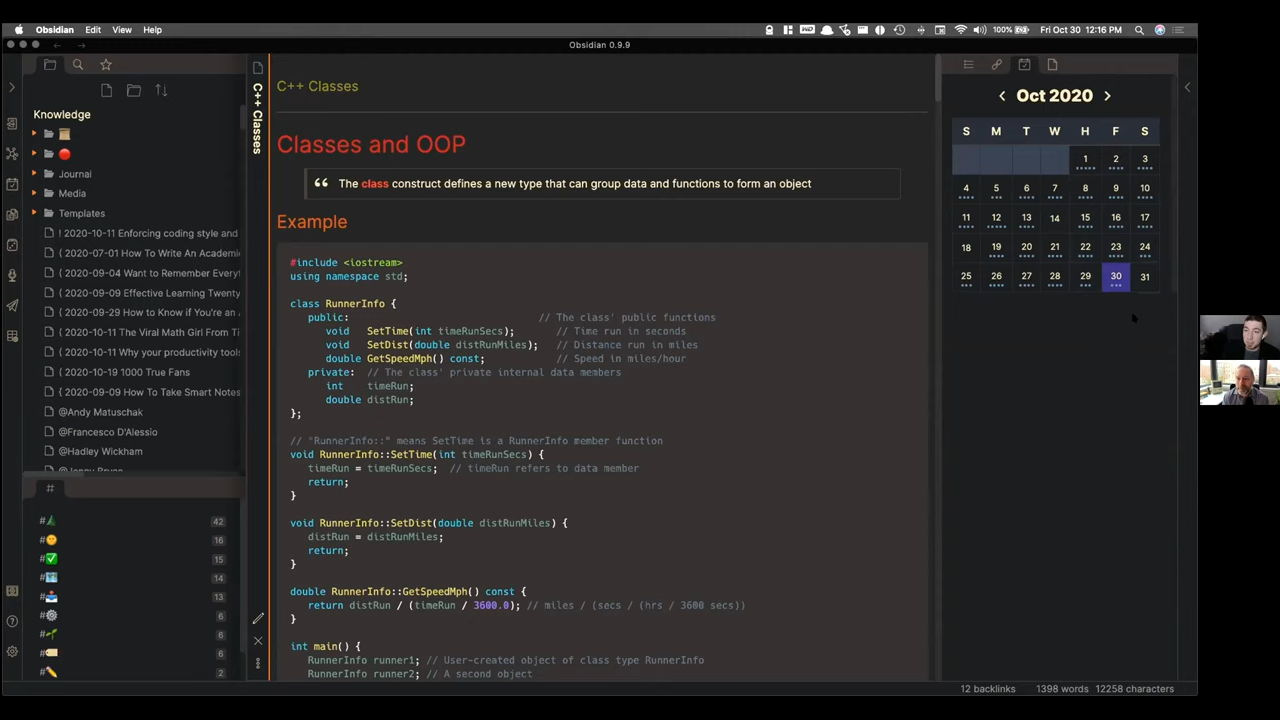 Obsidian Edit View Help
100% Fri Oct 30 12:16 PM
Obsidian 0.9.9
Knowledge
Journal
Media
Templates
! 2020-10-11 Enforcing coding style and
{ 2020-07-01 How To Write An Academi
{ 2020-09-04 Want to Remember Everyt
{ 2020-09-09 Effective Learning Twenty
{ 2020-09-29 How to Know if You're an
{ 2020-10-11 The Viral Math Girl From Ti
{ 2020-10-11 Why your productivity tools
{ 2020-10-19 1000 True Fans
{ 2020-09-09 How To Take Smart Notes
@Andy Matuschak
@Francesco D'Alessio
@Hadley Wickham
#
# 42
# 16
# 15
# 14
# 13
# 6
# 6
# 6
# 2
C++ Classes
C++ Classes
Classes and OOP
The class construct defines a new type that can group data and functions to form an object
Example
#include <iostream>
using namespace std;
class RunnerInfo {
public: // The class' public functions
void SetTime(int timeRunSecs); // Time run in seconds
void SetDist(double distRunMiles); // Distance run in miles
double GetSpeedMph() const; // Speed in miles/hour
private: // The class' private internal data members
int timeRun;
double distRun;
};
// "RunnerInfo::" means SetTime is a RunnerInfo member function
void RunnerInfo::SetTime(int timeRunSecs) {
timeRun = timeRunSecs; // timeRun refers to data member
return;
}
void RunnerInfo::SetDist(double distRunMiles) {
distRun = distRunMiles;
return;
}
double RunnerInfo::GetSpeedMph() const {
return distRun / (timeRun / 3600.0); // miles / (secs / (hrs / 3600 secs))
}
int main() {
RunnerInfo runner1; // User-created object of class type RunnerInfo
RunnerInfo runner2; // A second object
< Oct 2020 >
S M T W H F S
1 2 3
4 5 6 7 8 9 10
11 12 13 14 15 16 17
18 19 20 21 22 23 24
25 26 27 28 29 30 31
12 backlinks 1398 words 12258 characters